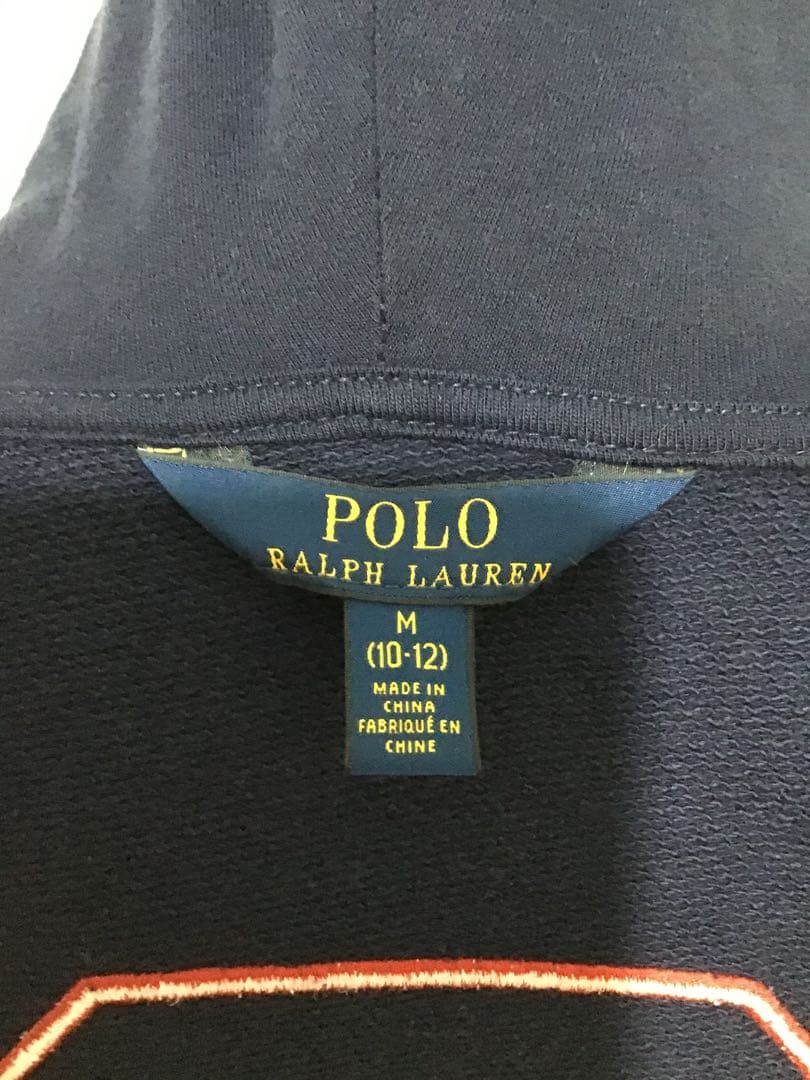 POLO
RALPH LAUREN
M
(10-12)
MADE IN
CHINA
FABRIQUÉ EN
CHINE